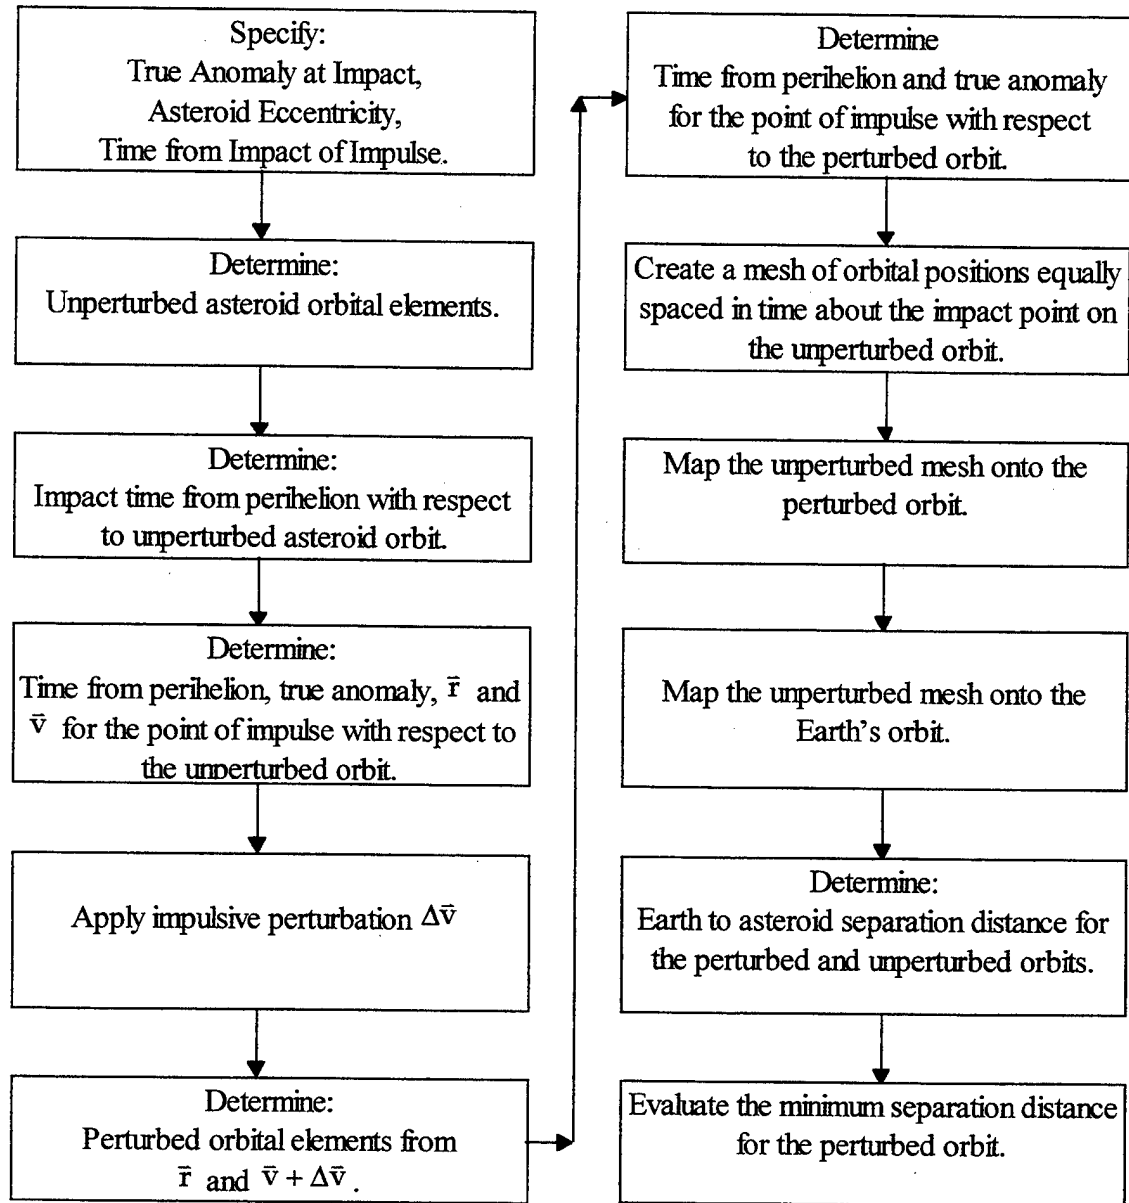 Specify:
True Anomaly at Impact,
Asteroid Eccentricity,
Time from Impact of Impulse.
Determine:
Unperturbed asteroid orbital elements.
Determine:
Impact time from perihelion with respect
to unperturbed asteroid orbit.
Determine:
Time from perihelion, true anomaly, r̄ and
v̄ for the point of impulse with respect to
the unperturbed orbit.
Apply impulsive perturbation Δv̄
Determine:
Perturbed orbital elements from
r̄ and v̄ + Δv̄ .
Determine
Time from perihelion and true anomaly
for the point of impulse with respect
to the perturbed orbit.
Create a mesh of orbital positions equally
spaced in time about the impact point on
the unperturbed orbit.
Map the unperturbed mesh onto the
perturbed orbit.
Map the unperturbed mesh onto the
Earth's orbit.
Determine:
Earth to asteroid separation distance for
the perturbed and unperturbed orbits.
Evaluate the minimum separation distance
for the perturbed orbit.